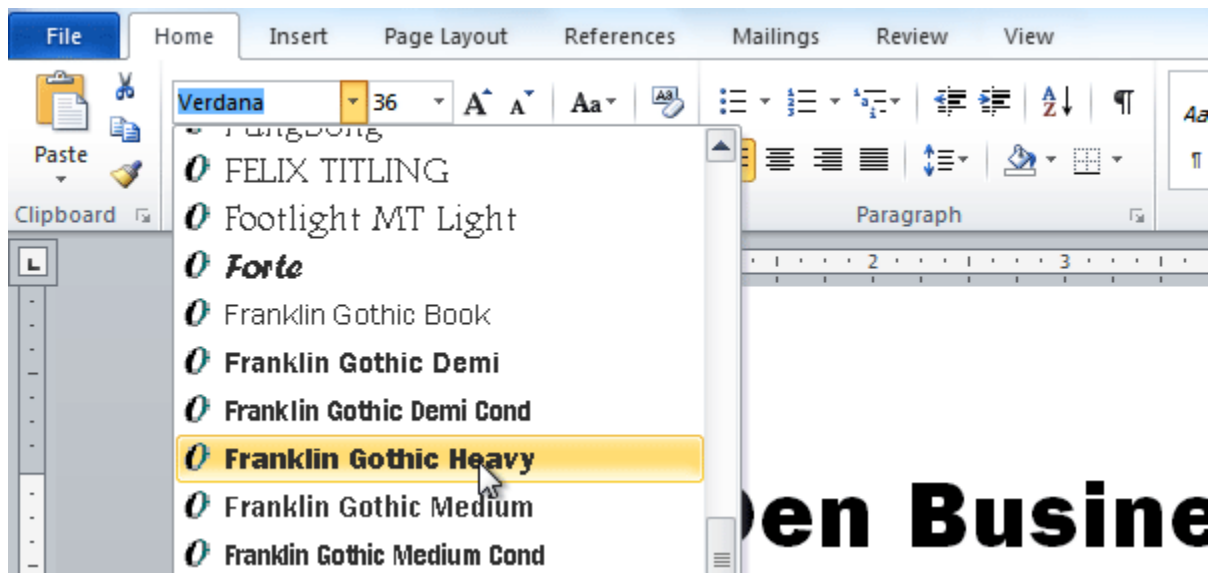 File Home Insert Page Layout References Mailings Review View
Verdana 36 Aa
Paste
Clipboard Paragraph
FangSong
FELIX TITLING
Footlight MT Light
Forte
Franklin Gothic Book
Franklin Gothic Demi
Franklin Gothic Demi Cond
Franklin Gothic Heavy
Franklin Gothic Medium
Franklin Gothic Medium Cond
2 3
en Busine